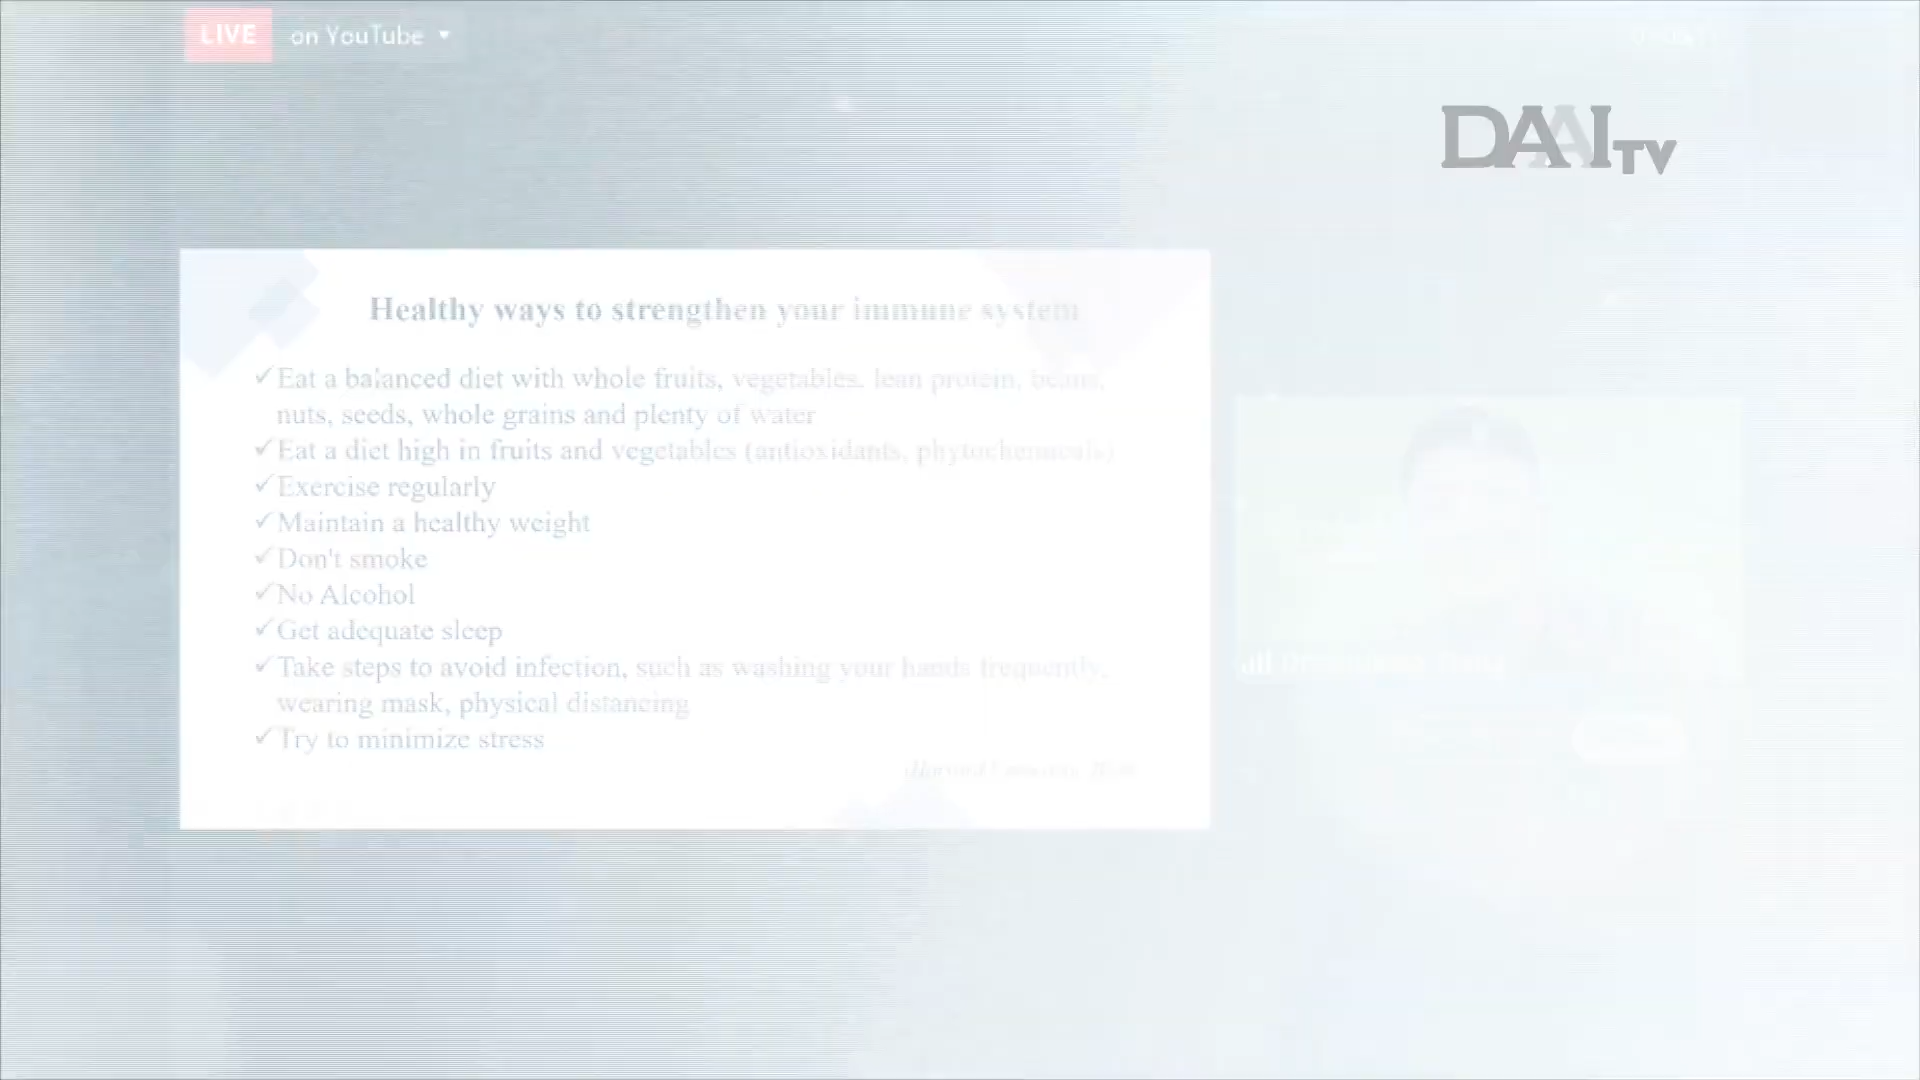 LIVE on YouTube
DAAI TV
Healthy ways to strengthen your immune system
✓Eat a balanced diet with whole fruits, vegetables. lean protein, beans,
nuts, seeds, whole grains and plenty of water
✓Eat a diet high in fruits and vegetables (antioxidants, phytochemicals)
✓Exercise regularly
✓Maintain a healthy weight
✓Don't smoke
✓No Alcohol
✓Get adequate sleep
✓Take steps to avoid infection, such as washing your hands frequently,
wearing mask, physical distancing
✓Try to minimize stress